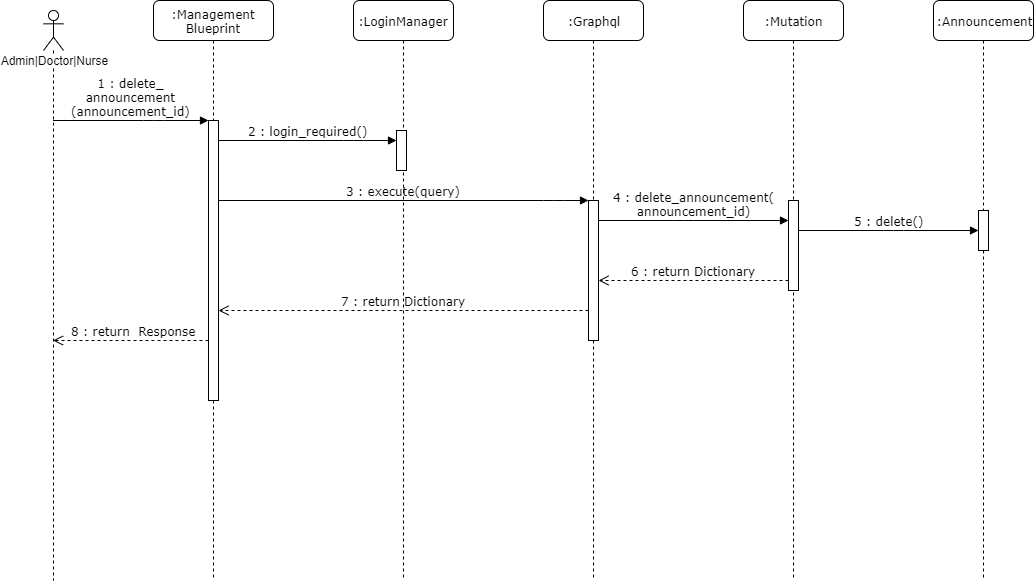 :Management
Blueprint
:LoginManager
:Graphql
:Mutation
:Announcement
Admin|Doctor|Nurse
1 : delete_
announcement
(announcement_id)
2 : login_required()
3 : execute(query)
4 : delete_announcement(
announcement_id)
5 : delete()
6 : return Dictionary
7 : return Dictionary
8 : return  Response